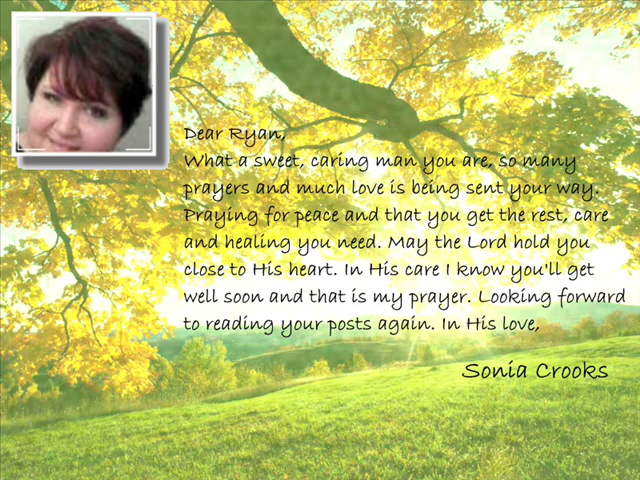 Dear Ryan,
What a sweet, caring man you are, so many
prayers and much love is being sent your way.
Praying for peace and that you get the rest, care
and healing you need. May the Lord hold you
close to His heart. In His care I know you'll get
well soon and that is my prayer. Looking forward
to reading your posts again. In His love,
Sonia Crooks